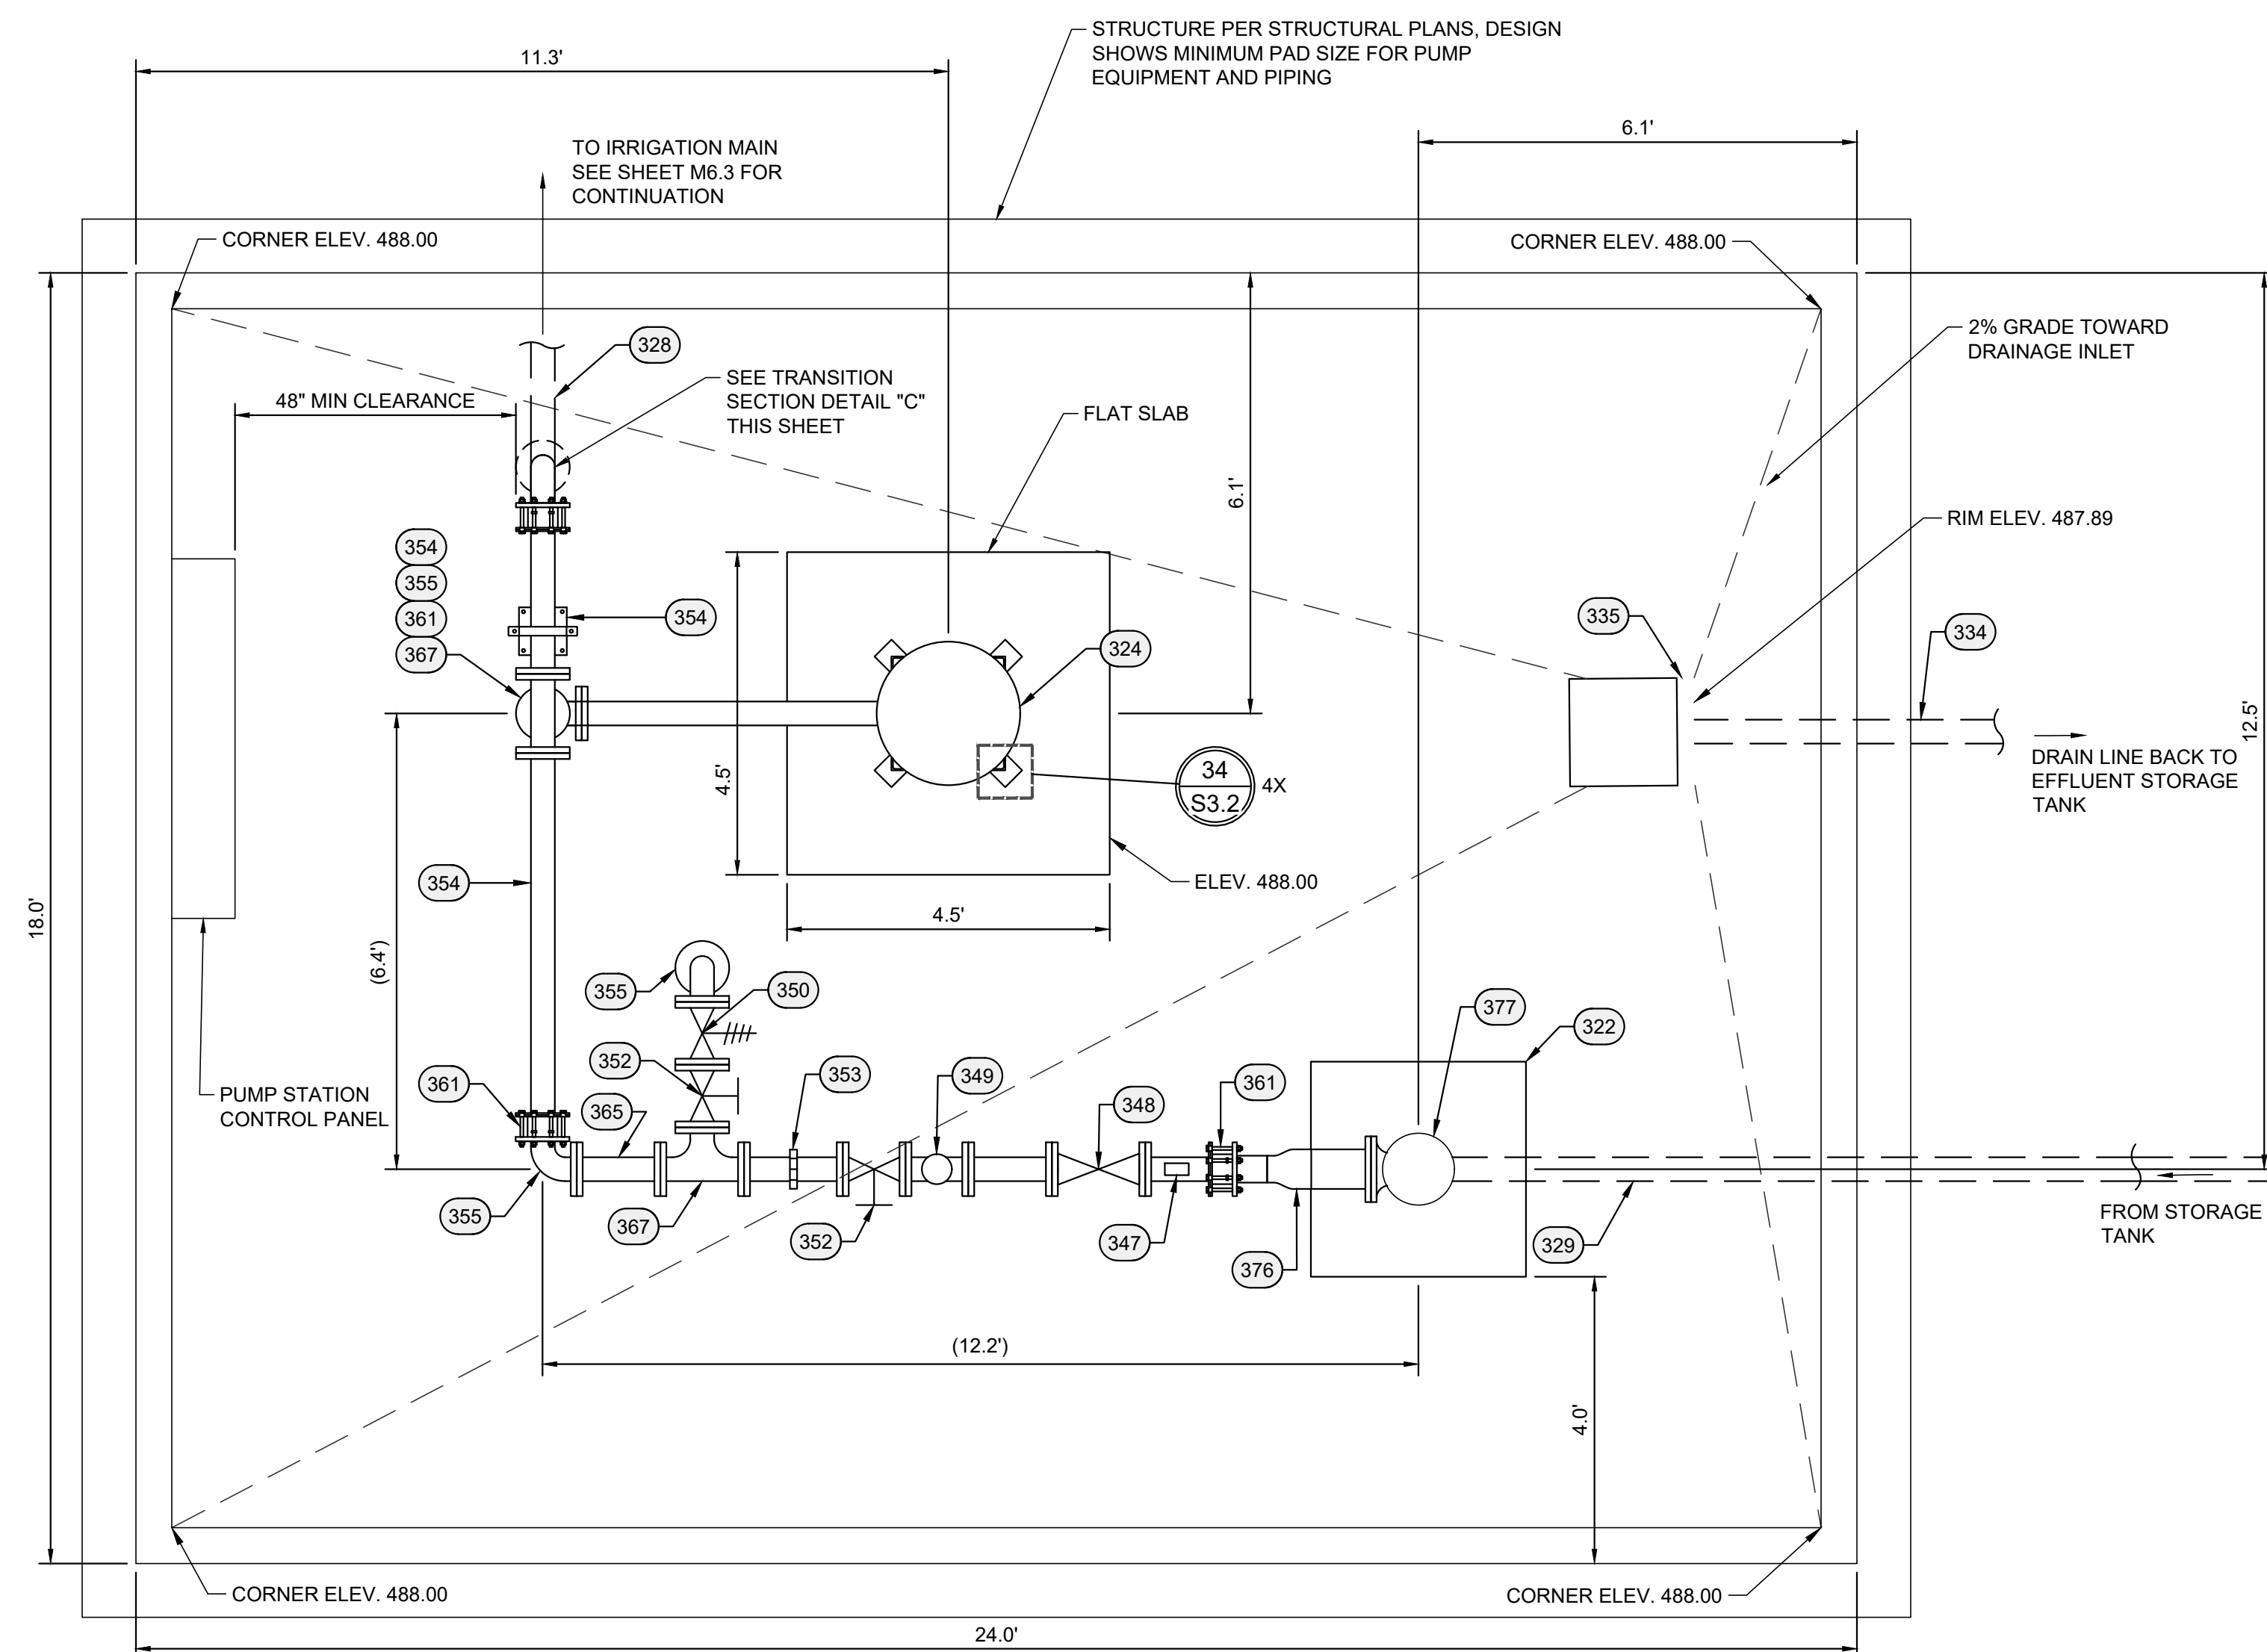 STRUCTURE PER STRUCTURAL PLANS, DESIGN
SHOWS MINIMUM PAD SIZE FOR PUMP
EQUIPMENT AND PIPING
11.3'
6.1'
TO IRRIGATION MAIN
SEE SHEET M6.3 FOR
CONTINUATION
CORNER ELEV. 488.00
CORNER ELEV. 488.00
328
2% GRADE TOWARD
DRAINAGE INLET
SEE TRANSITION
SECTION DETAIL "C"
THIS SHEET
48" MIN CLEARANCE
FLAT SLAB
6.1'
RIM ELEV. 487.89
354
355
361
367
354
324
335
334
12.5'
DRAIN LINE BACK TO
EFFLUENT STORAGE
TANK
34
S3.2
4X
4.5'
354
ELEV. 488.00
4.5'
18.0'
(6.4')
355
350
377
322
PUMP STATION
CONTROL PANEL
361
352
365
353
349
348
361
355
367
352
347
376
329
FROM STORAGE
TANK
(12.2')
4.0'
CORNER ELEV. 488.00
CORNER ELEV. 488.00
24.0'